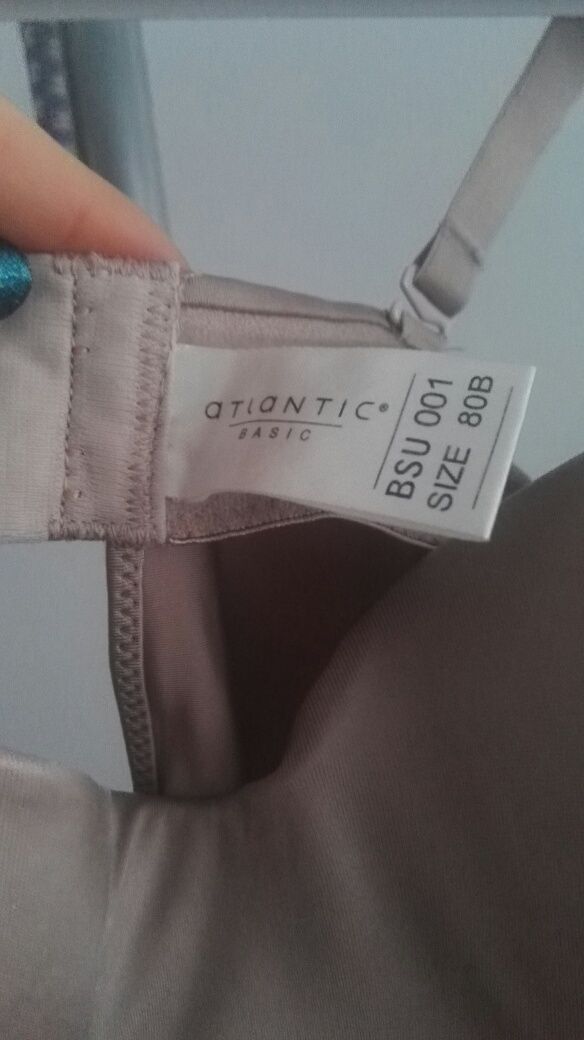 atlanTIC®
BASIC
BSU 001
SIZE 80B